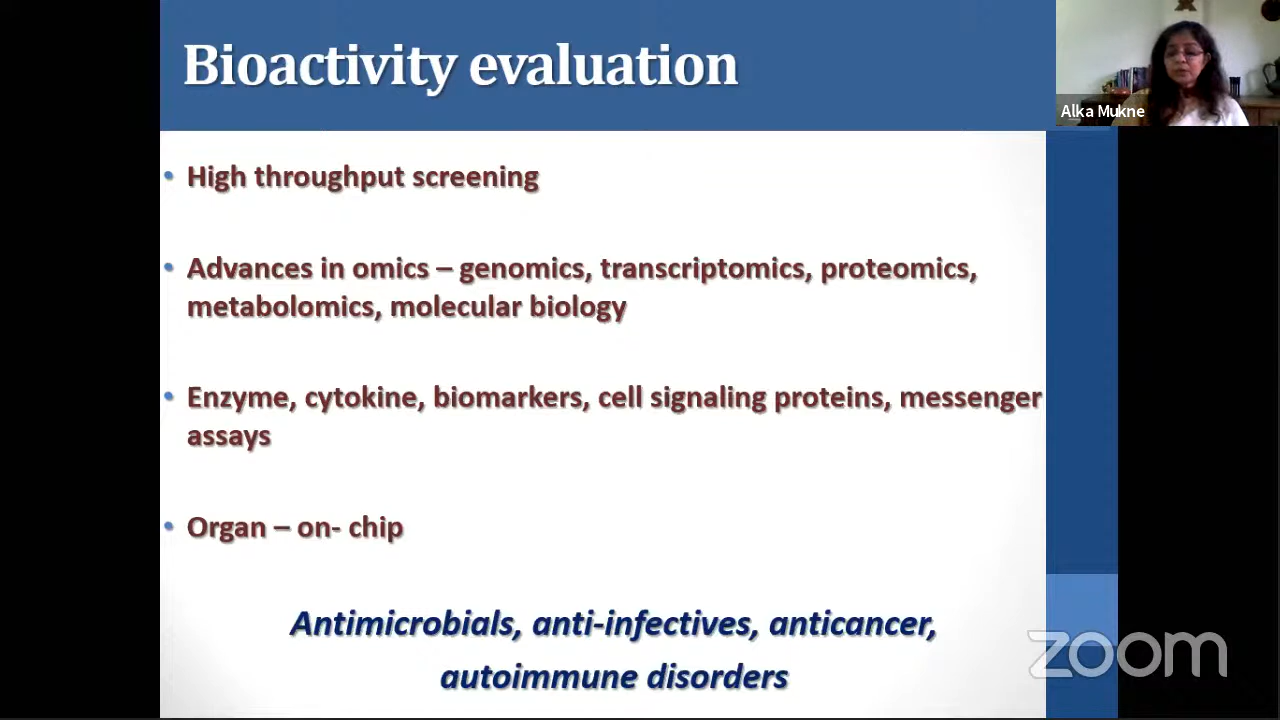 Bioactivity evaluation
Alka Mukne
• High throughput screening
• Advances in omics – genomics, transcriptomics, proteomics,
metabolomics, molecular biology
• Enzyme, cytokine, biomarkers, cell signaling proteins, messenger
assays
• Organ – on- chip
Antimicrobials, anti-infectives, anticancer,
autoimmune disorders
zoom